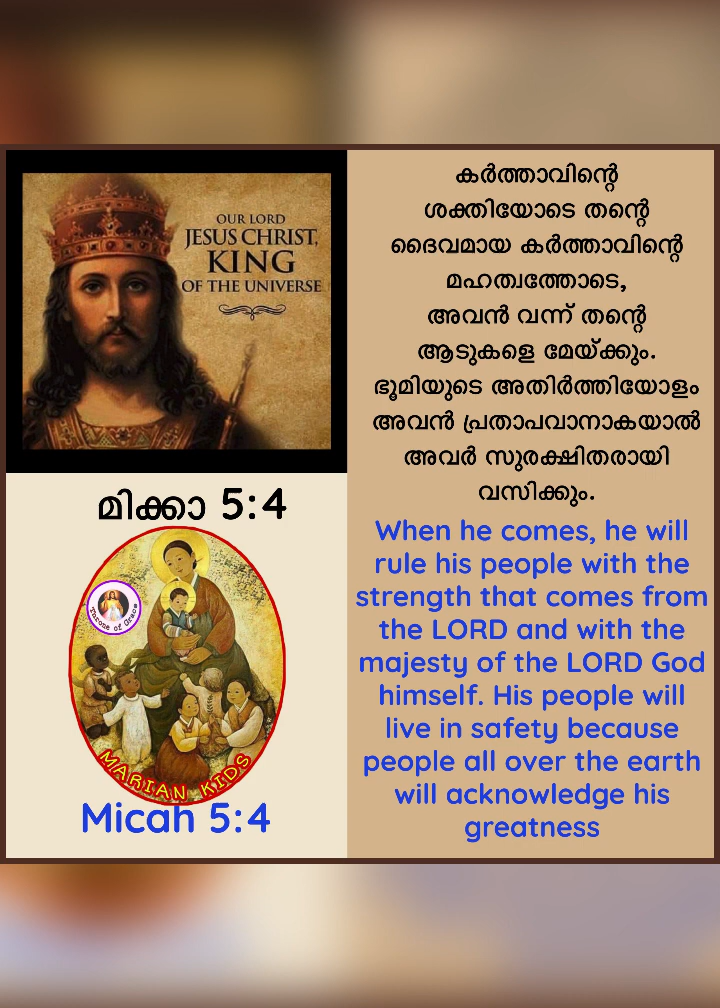 OUR LORD
JESUS CHRIST,
KING
OF THE UNIVERSE
മിക്കാ 5:4
Throne of Grace
MARIAN KIDS
Micah 5:4
കർത്താവിന്റെ
ശക്തിയോടെ തന്റെ
ദൈവമായ കർത്താവിന്റെ
മഹത്വത്തോടെ,
അവൻ വന്ന് തന്റെ
ആടുകളെ മേയ്ക്കും.
ഭൂമിയുടെ അതിർത്തിയോളം
അവൻ പ്രതാപവാനാകയാൽ
അവർ സുരക്ഷിതരായി
വസിക്കും.
When he comes, he will
rule his people with the
strength that comes from
the LORD and with the
majesty of the LORD God
himself. His people will
live in safety because
people all over the earth
will acknowledge his
greatness